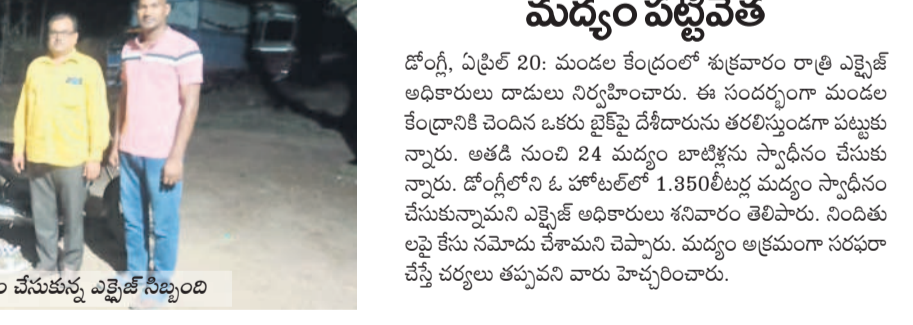 మద్యం పట్టివేత
డోంగ్లీ, ఏప్రిల్ 20: మండల కేంద్రంలో శుక్రవారం రాత్రి ఎక్సైజ్
అధికారులు దాడులు నిర్వహించారు. ఈ సందర్భంగా మండల
కేంద్రానికి చెందిన ఒకరు బైక్‌పై దేశీదారును తరలిస్తుండగా పట్టుకు
న్నారు. అతడి నుంచి 24 మద్యం బాటిళ్లను స్వాధీనం చేసుకు
న్నారు. డోంగ్లీలోని ఓ హోటల్‌లో 1.350లీటర్ల మద్యం స్వాధీనం
చేసుకున్నామని ఎక్సైజ్ అధికారులు శనివారం తెలిపారు. నిందితు
లపై కేసు నమోదు చేశామని చెప్పారు. మద్యం అక్రమంగా సరఫరా
చేస్తే చర్యలు తప్పవని వారు హెచ్చరించారు.
చేసుకున్న ఎక్సైజ్ సిబ్బంది